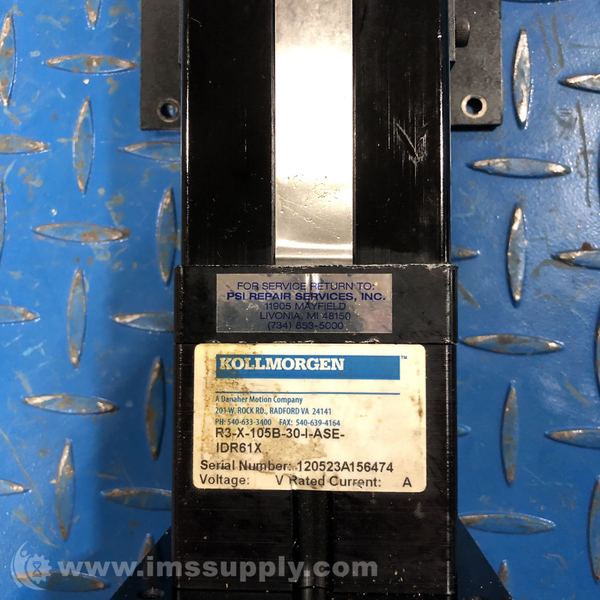 FOR SERVICE RETURN TO:
PSI REPAIR SERVICES, INC.
11905 MAYFIELD
LIVONIA, MI 48150
(734) 853-5000
KOLLMORGEN ™
A Danaher Motion Company
201 W. ROCK RD., RADFORD VA 24141
PH: 540-633-3400 FAX: 540-639-4164
R3-X-105B-30-I-ASE-
IDR61X
Serial Number: 120523A156474
Voltage: V Rated Current: A
www.imssupply.com